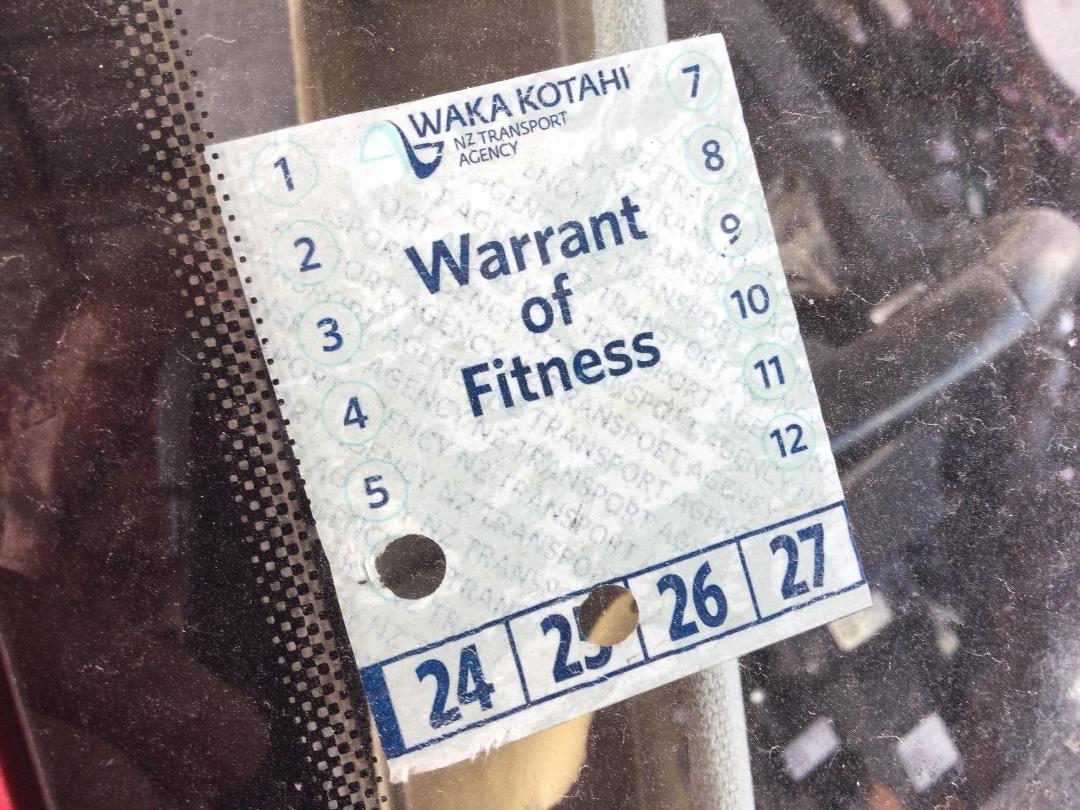 WAKA KOTAHI
NZ TRANSPORT
AGENCY
Warrant
of
Fitness
1
2
3
4
5
7
8
9
10
11
12
24
25
26
27